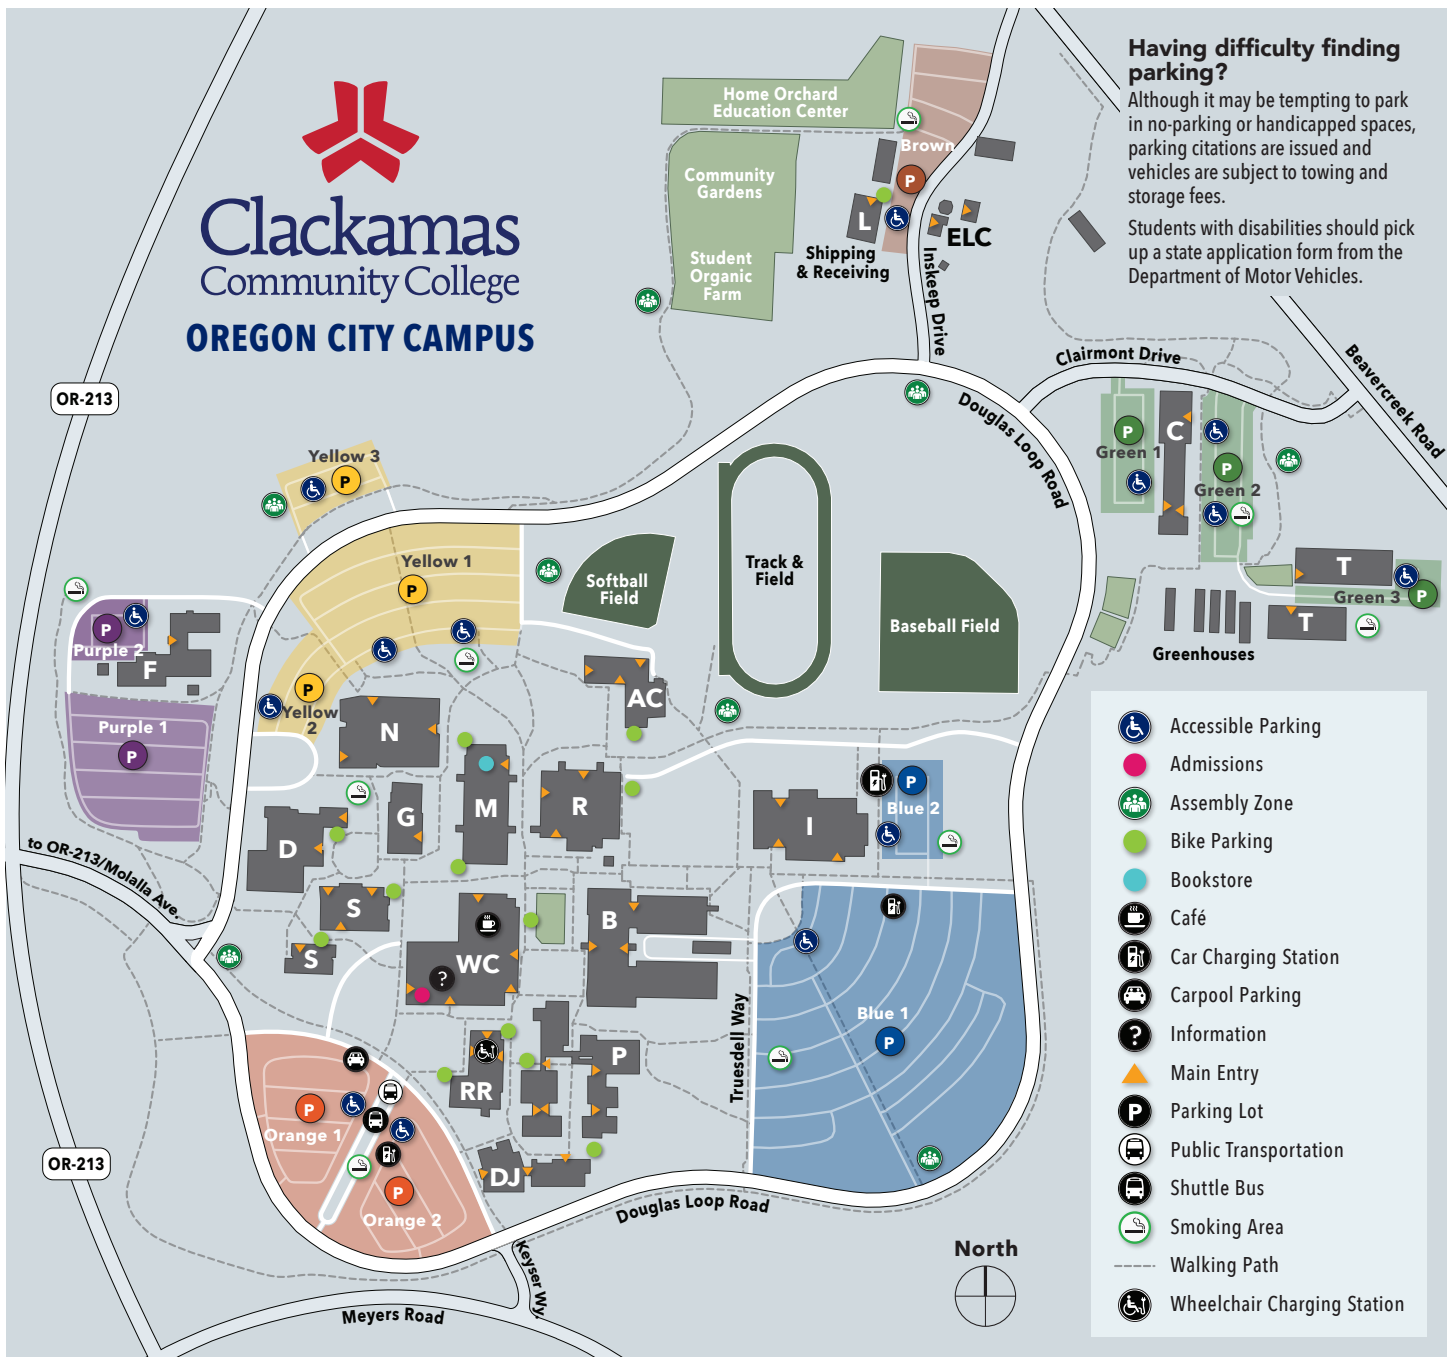 Having difficulty finding
parking?
Although it may be tempting to park
in no-parking or handicapped spaces,
parking citations are issued and
vehicles are subject to towing and
storage fees.
Students with disabilities should pick
up a state application form from the
Department of Motor Vehicles.
Clackamas
Community College
OREGON CITY CAMPUS
Home Orchard
Education Center
Brown
P
Community
Gardens
L
ELC
Shipping
& Receiving
Student
Organic
Farm
Inskeep Drive
Clairmont Drive
Beavercreek Road
OR-213
Douglas Loop Road
P
Green 1
C
P
Green 2
Yellow 3
P
Yellow 1
P
Softball
Field
Track &
Field
Baseball Field
T
Green 3
P
T
Greenhouses
P
Purple 2
F
P
Yellow
2
Purple 1
P
N
AC
M
R
G
D
I
P
Blue 2
to OR-213/Molalla Ave.
S
S
B
WC
?
Blue 1
P
Truesdell Way
P
RR
P
Orange 1
P
Orange 2
DJ
OR-213
Douglas Loop Road
Keyser Wy.
Meyers Road
North
Accessible Parking
Admissions
Assembly Zone
Bike Parking
Bookstore
Café
Car Charging Station
Carpool Parking
? Information
Main Entry
P Parking Lot
Public Transportation
Shuttle Bus
Smoking Area
Walking Path
Wheelchair Charging Station